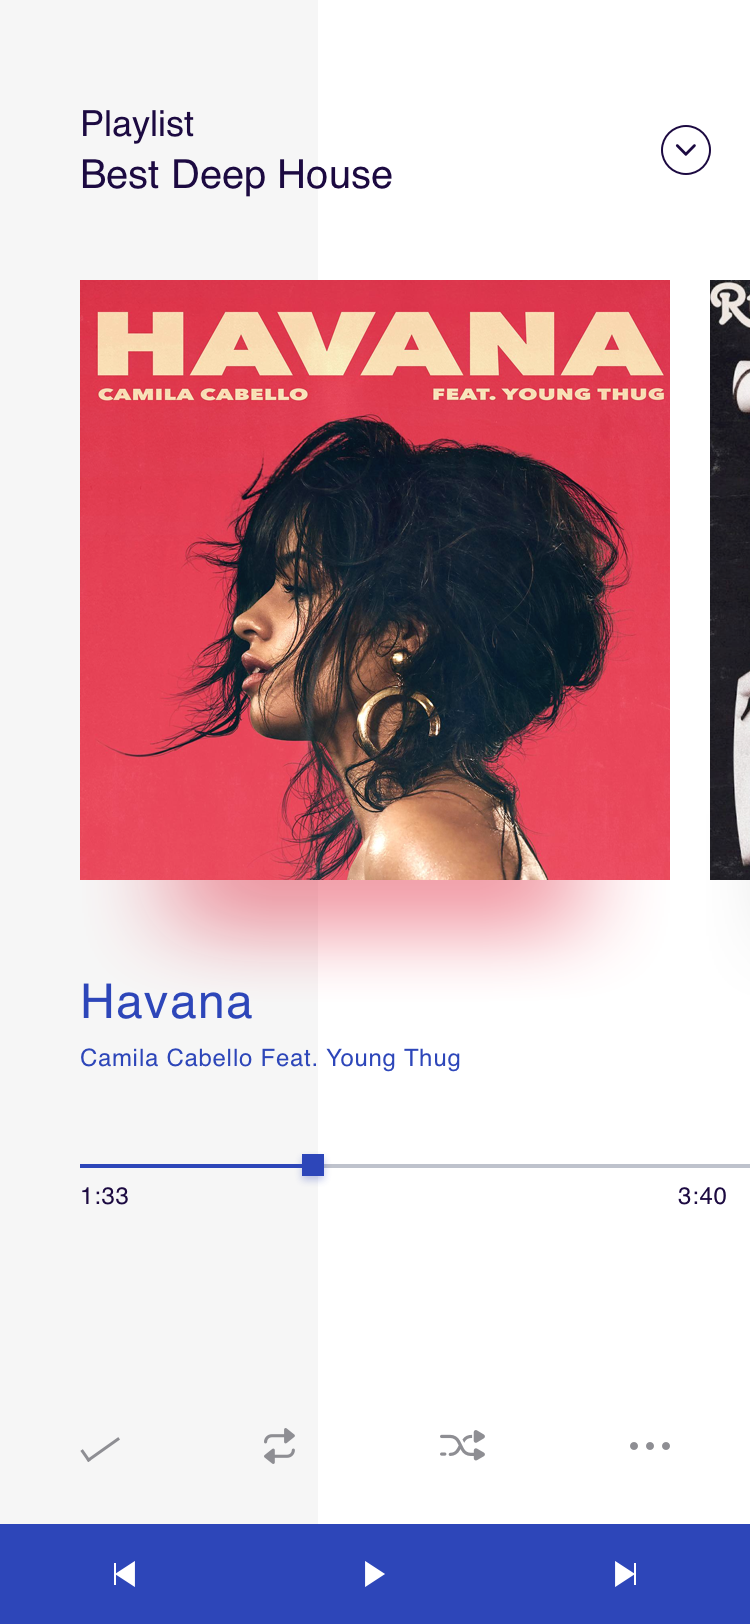 Playlist
Best Deep House
HAVANA
CAMILA CABELLO FEAT. YOUNG THUG
Havana
Camila Cabello Feat. Young Thug
1:33 3:40